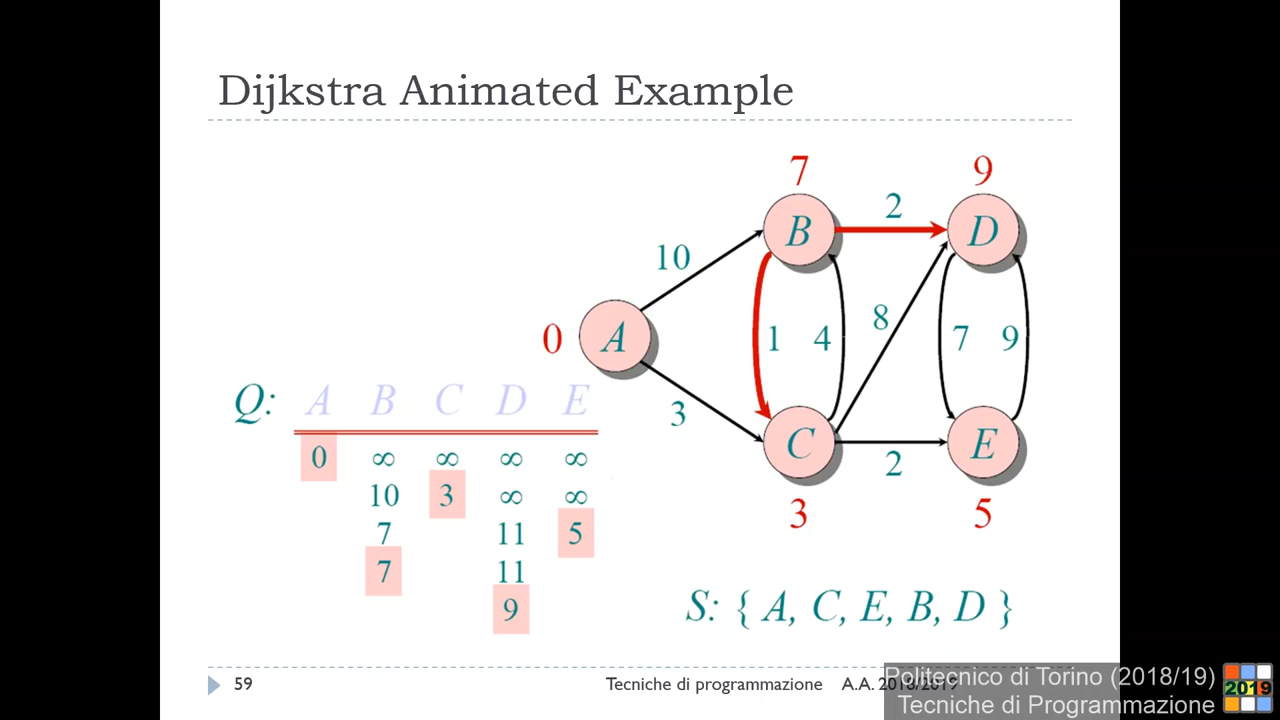 Dijkstra Animated Example
7 9
2
B D
10
8
0 A 1 4 7 9
Q: A B C D E
3
C E
2
0 ∞ ∞ ∞ ∞
10 3 ∞ ∞
3 5
7 11 5
7 11
9
S: { A, C, E, B, D }
59 Tecniche di programmazione A.A. 2018/2019
Politecnico di Torino (2018/19)
2019
Tecniche di Programmazione